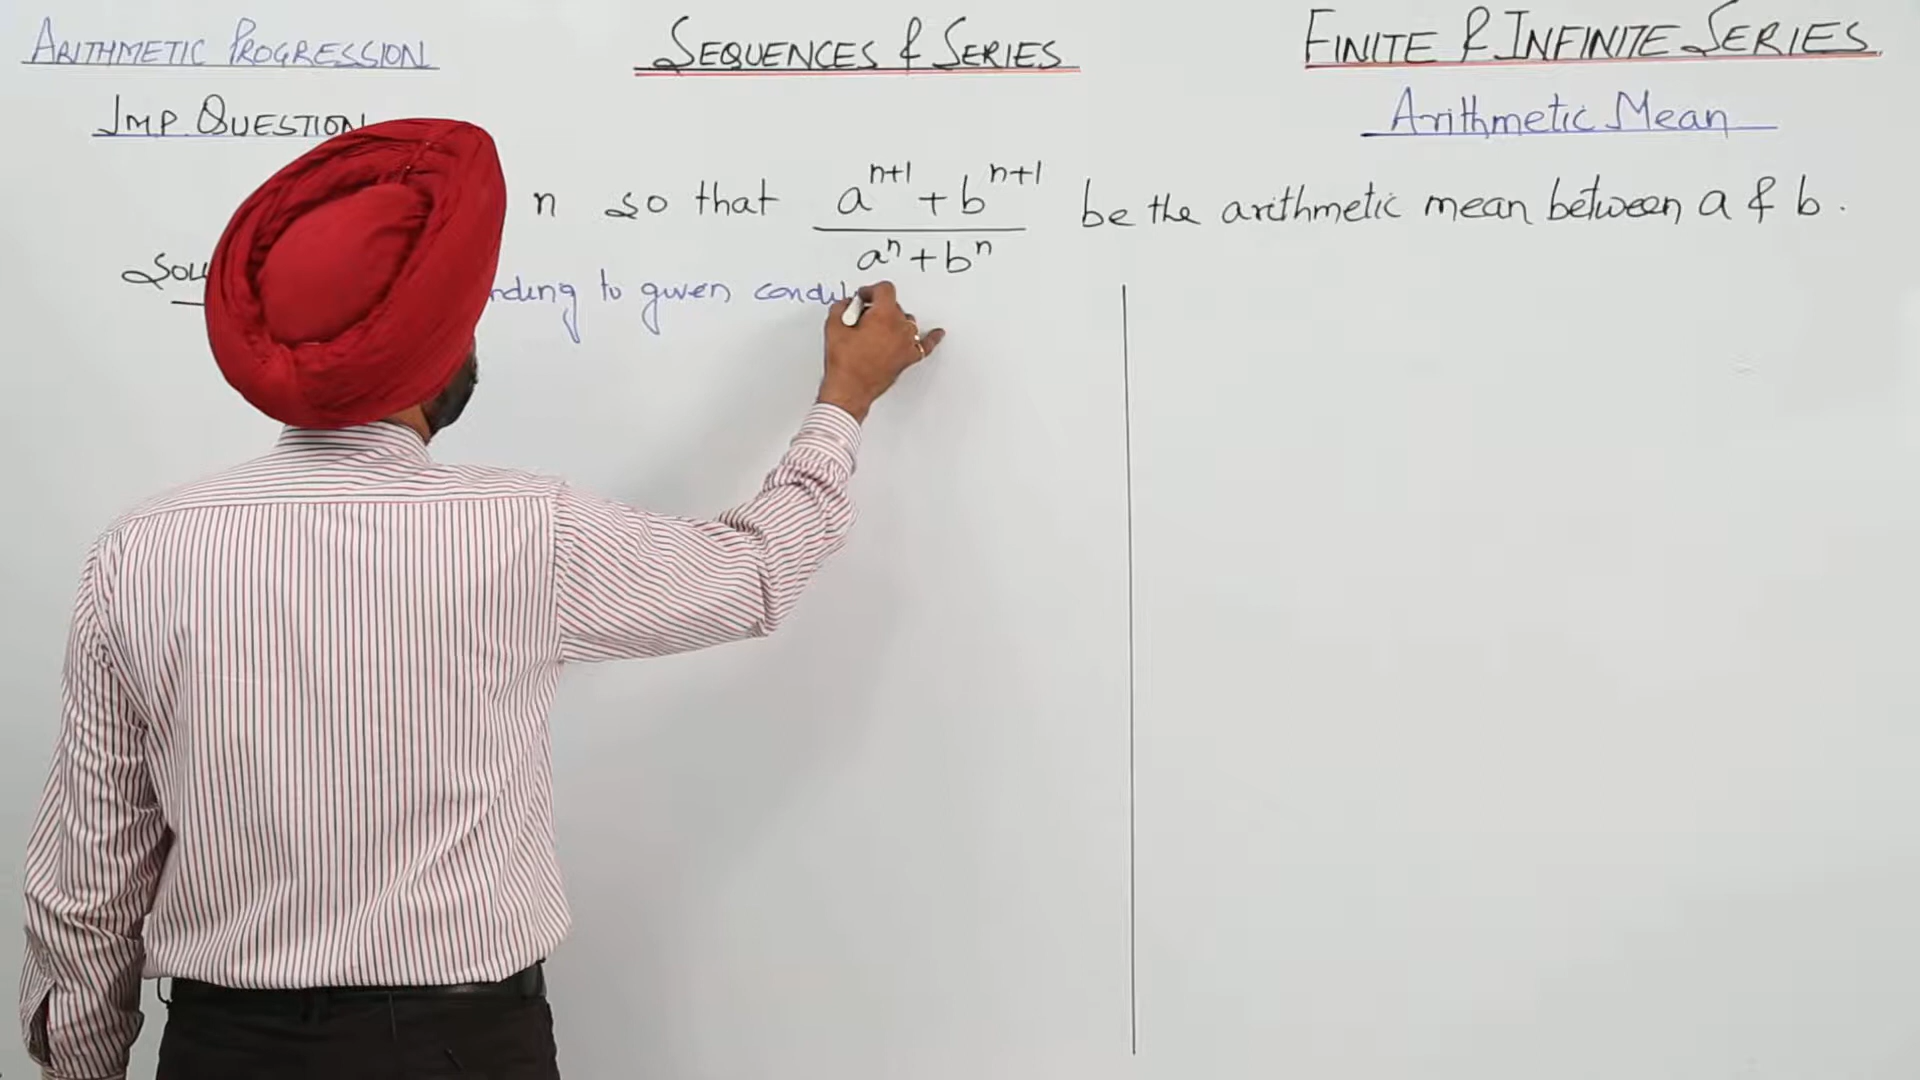 ARITHMETIC PROGRESSION
SEQUENCES & SERIES
FINITE & INFINITE SERIES
IMP. QUESTION
Arithmetic Mean
n so that \frac{a^{n+1} + b^{n+1}}{a^n + b^n} be the arithmetic mean between a & b.
to given